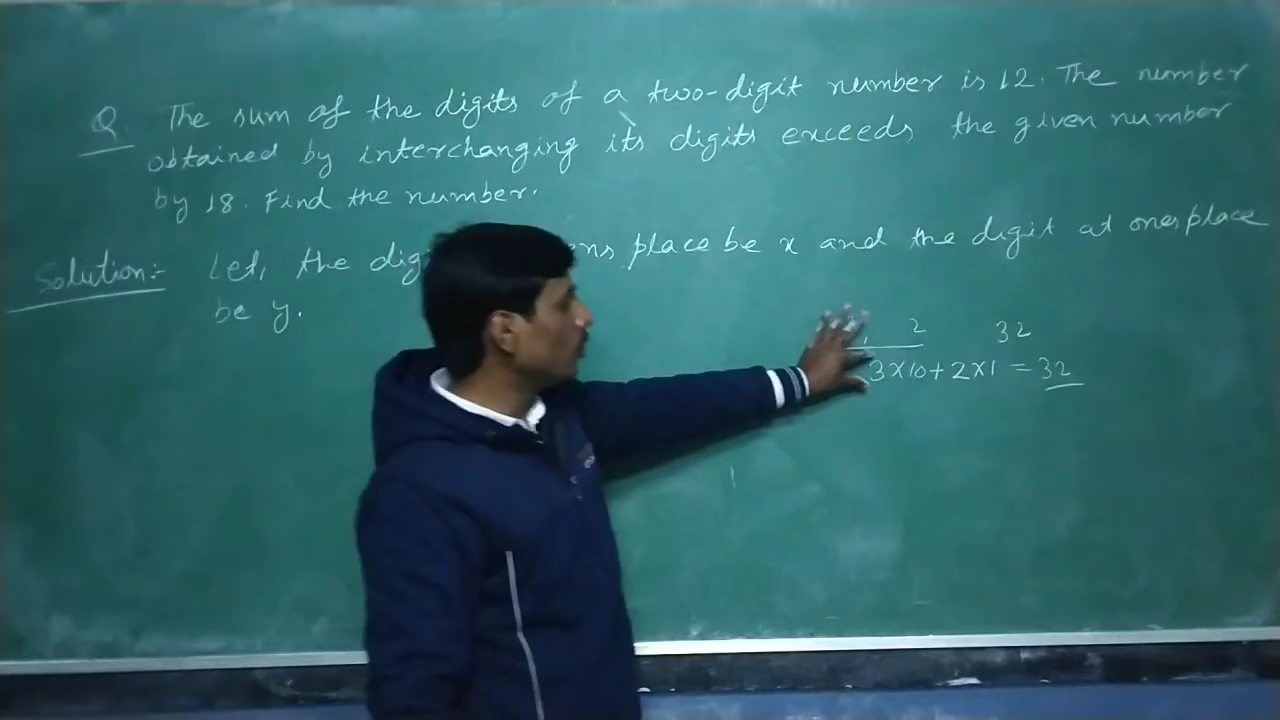 Q. The sum of the digits of a two-digit number is 12. The number
obtained by interchanging its digits exceeds the given number
by 18. Find the number.
Solution:- Let, the digi ens place be x and the digit at ones place
be y.
2 32
3×10+2×1=32